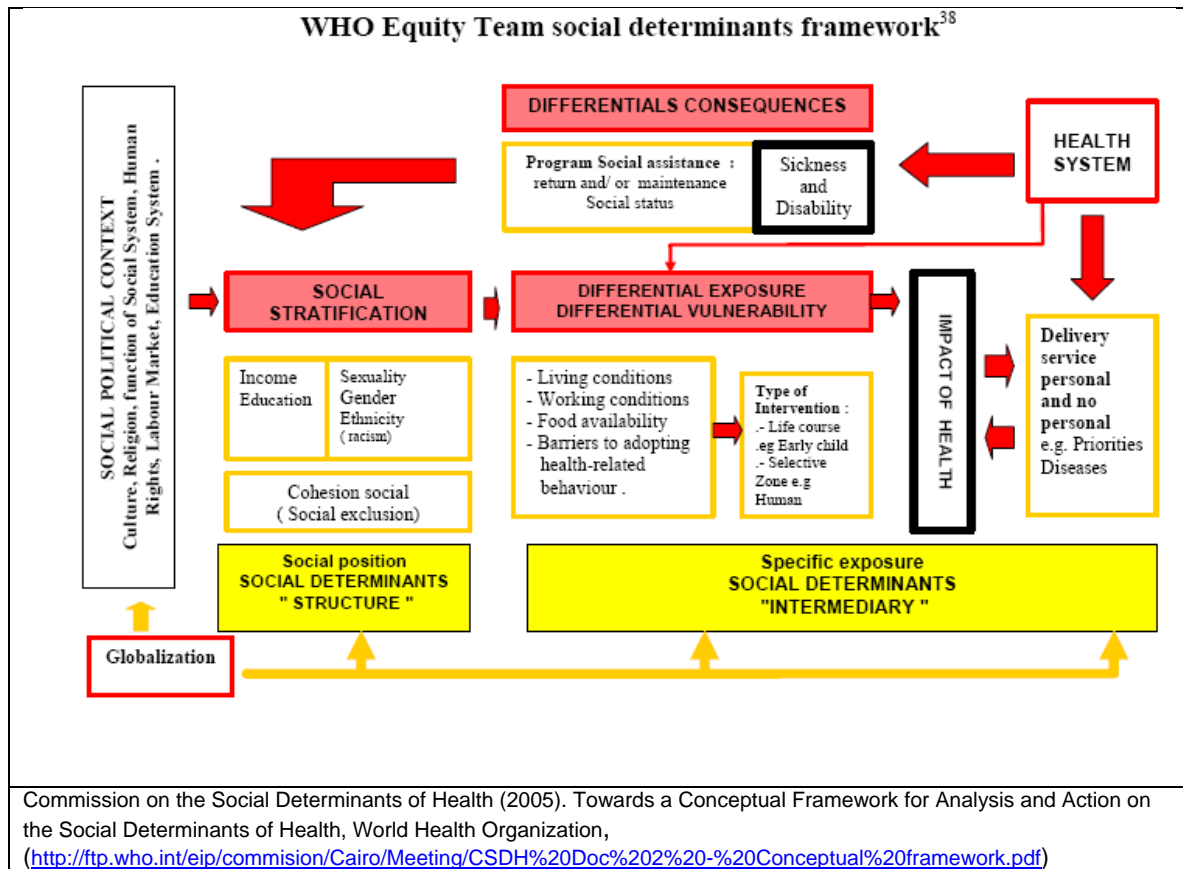 WHO Equity Team social determinants framework38
SOCIAL POLITICAL CONTEXT
Culture, Religion, function of Social System, Human
Rights, Labour Market, Education System .
DIFFERENTIALS CONSEQUENCES
Program Social assistance :
return and/ or maintenance
Social status
Sickness
and
Disability
HEALTH
SYSTEM
SOCIAL
STRATIFICATION
DIFFERENTIAL EXPOSURE
DIFFERENTIAL VULNERABILITY
IMPACT OF HEALTH
Income
Education
Sexuality
Gender
Ethnicity
( racism)
Cohesion social
( Social exclusion)
- Living conditions
- Working conditions
- Food availability
- Barriers to adopting
health-related
behaviour .
Type of
Intervention :
.- Life course
.eg Early child
.- Selective
Zone e.g
Human
Delivery
service
personal
and no
personal
e.g. Priorities
Diseases
Social position
SOCIAL DETERMINANTS
" STRUCTURE "
Specific exposure
SOCIAL DETERMINANTS
"INTERMEDIARY "
Globalization
Commission on the Social Determinants of Health (2005). Towards a Conceptual Framework for Analysis and Action on
the Social Determinants of Health, World Health Organization,
(http://ftp.who.int/eip/commision/Cairo/Meeting/CSDH%20Doc%202%20-%20Conceptual%20framework.pdf)